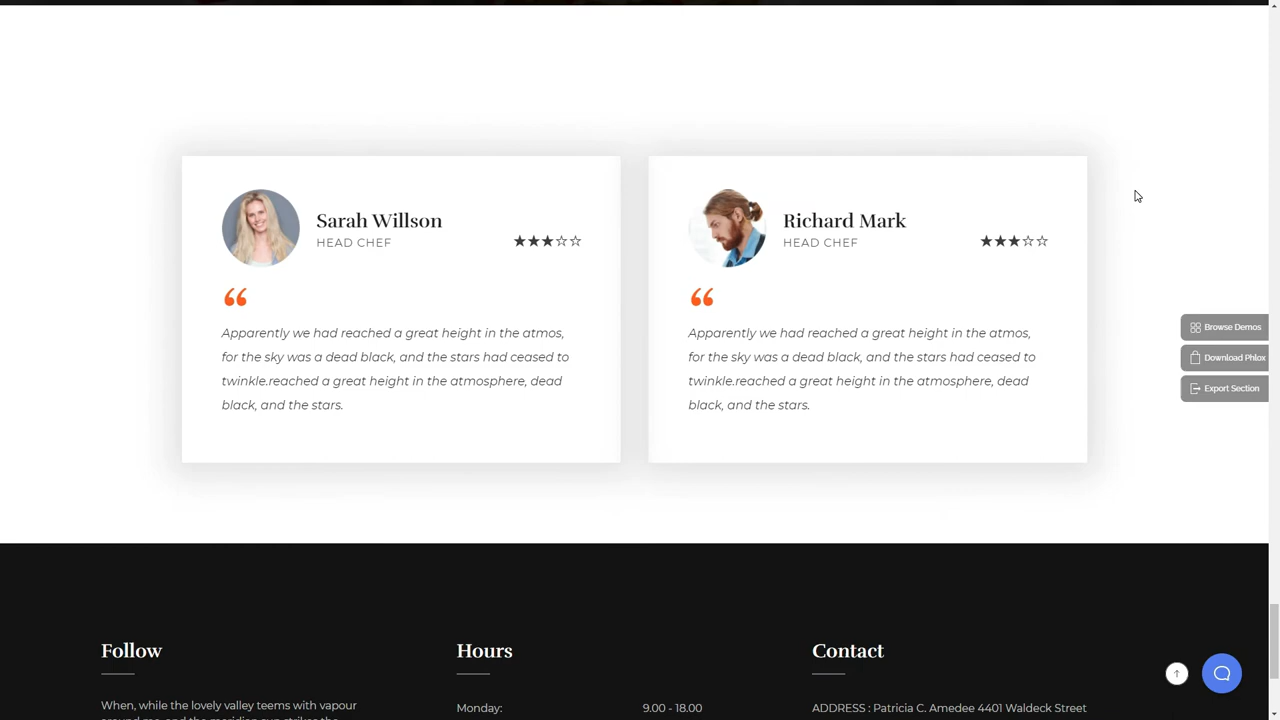 Sarah Willson
HEAD CHEF
★★★☆☆
“
Apparently we had reached a great height in the atmos,
for the sky was a dead black, and the stars had ceased to
twinkle.reached a great height in the atmosphere, dead
black, and the stars.
Richard Mark
HEAD CHEF
★★★☆☆
“
Apparently we had reached a great height in the atmos,
for the sky was a dead black, and the stars had ceased to
twinkle.reached a great height in the atmosphere, dead
black, and the stars.
Browse Demos
Download Phlox
Export Section
Follow
When, while the lovely valley teems with vapour
Hours
Monday: 9.00 - 18.00
Contact
ADDRESS : Patricia C. Amedee 4401 Waldeck Street